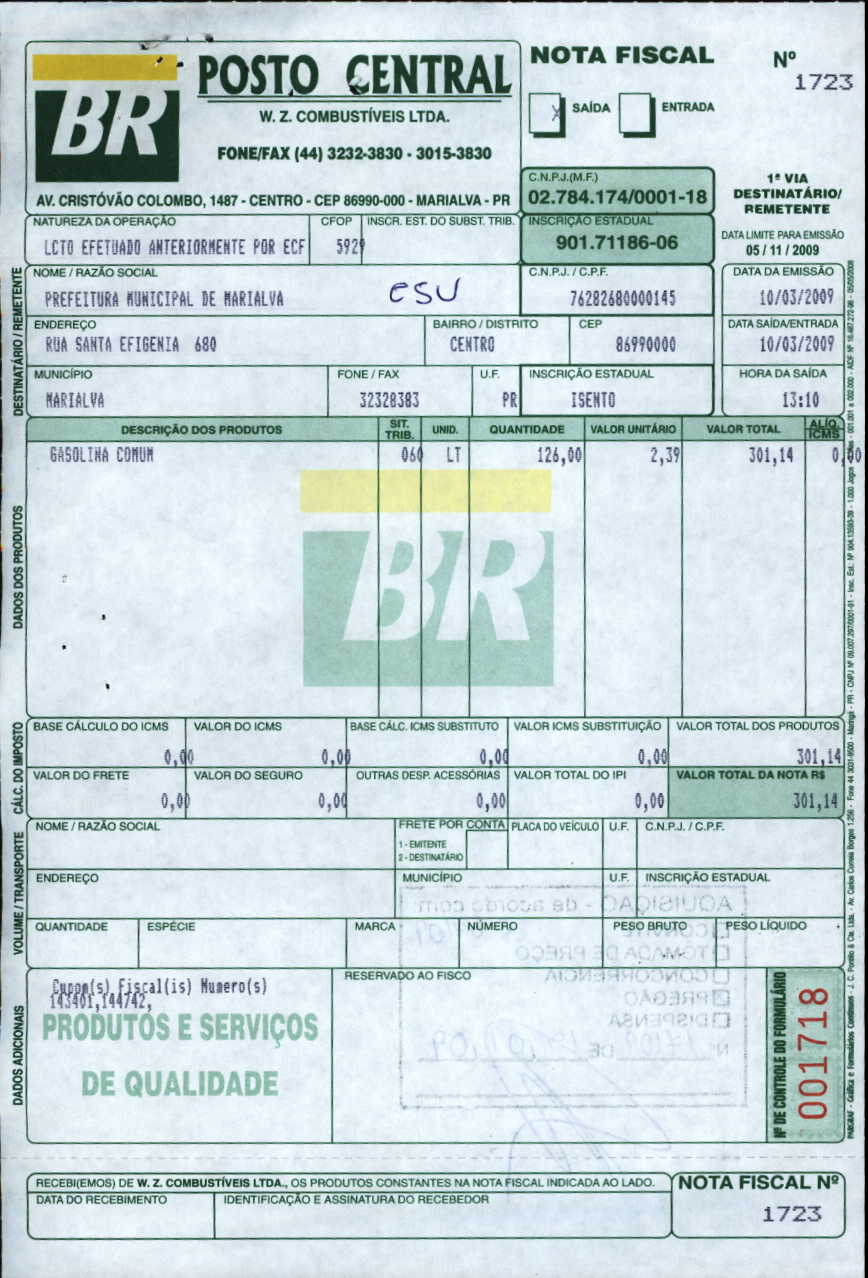 BR
POSTO CENTRAL
W. Z. COMBUSTÍVEIS LTDA.
FONE/FAX (44) 3232-3830 - 3015-3830
AV. CRISTÓVÃO COLOMBO, 1487 - CENTRO - CEP 86990-000 - MARIALVA - PR
NOTA FISCAL
Nº
1723
X SAÍDA ENTRADA
C.N.P.J.(M.F.)
02.784.174/0001-18
1ª VIA
DESTINATÁRIO/
REMETENTE
NATUREZA DA OPERAÇÃO CFOP INSCR. EST. DO SUBST. TRIB. INSCRIÇÃO ESTADUAL
LCTO EFETUADO ANTERIORMENTE POR ECF 5929 901.71186-06
DATA LIMITE PARA EMISSÃO
05 / 11 / 2009
DESTINATÁRIO / REMETENTE
NOME / RAZÃO SOCIAL C.N.P.J. / C.P.F. DATA DA EMISSÃO
PREFEITURA MUNICIPAL DE MARIALVA CSU 76282680000145 10/03/2009
ENDEREÇO BAIRRO / DISTRITO CEP DATA SAÍDA/ENTRADA
RUA SANTA EFIGENIA 680 CENTRO 86990000 10/03/2009
MUNICÍPIO FONE / FAX U.F. INSCRIÇÃO ESTADUAL HORA DA SAÍDA
MARIALVA 32328383 PR ISENTO 13:10
DADOS DOS PRODUTOS
DESCRIÇÃO DOS PRODUTOS SIT. TRIB. UNID. QUANTIDADE VALOR UNITÁRIO VALOR TOTAL ALÍQ. ICMS
GASOLINA COMUM 060 LT 126,00 2,39 301,14 0,00
BR
CÁLC. DO IMPOSTO
BASE CÁLCULO DO ICMS VALOR DO ICMS BASE CÁLC. ICMS SUBSTITUTO VALOR ICMS SUBSTITUIÇÃO VALOR TOTAL DOS PRODUTOS
0,00 0,00 0,00 0,00 301,14
VALOR DO FRETE VALOR DO SEGURO OUTRAS DESP. ACESSÓRIAS VALOR TOTAL DO IPI VALOR TOTAL DA NOTA R$
0,00 0,00 0,00 0,00 301,14
VOLUME / TRANSPORTE
NOME / RAZÃO SOCIAL FRETE POR CONTA PLACA DO VEÍCULO U.F. C.N.P.J. / C.P.F.
1 - EMITENTE
2 - DESTINATÁRIO
ENDEREÇO MUNICÍPIO U.F. INSCRIÇÃO ESTADUAL
QUANTIDADE ESPÉCIE MARCA NÚMERO PESO BRUTO PESO LÍQUIDO
AQUISIÇÃO - de acordo com
CONVITE
TOMADA DE PREÇO
CONCORRÊNCIA
PREGÃO
DISPENSA
DADOS ADICIONAIS
RESERVADO AO FISCO
Cupom(s) Fiscal(is) Numero(s)
143401,144742,
PRODUTOS E SERVIÇOS
DE QUALIDADE
Nº DE CONTROLE DO FORMULÁRIO
001718
RECEBI(EMOS) DE W. Z. COMBUSTÍVEIS LTDA., OS PRODUTOS CONSTANTES NA NOTA FISCAL INDICADA AO LADO.
NOTA FISCAL Nº
1723
DATA DO RECEBIMENTO IDENTIFICAÇÃO E ASSINATURA DO RECEBEDOR